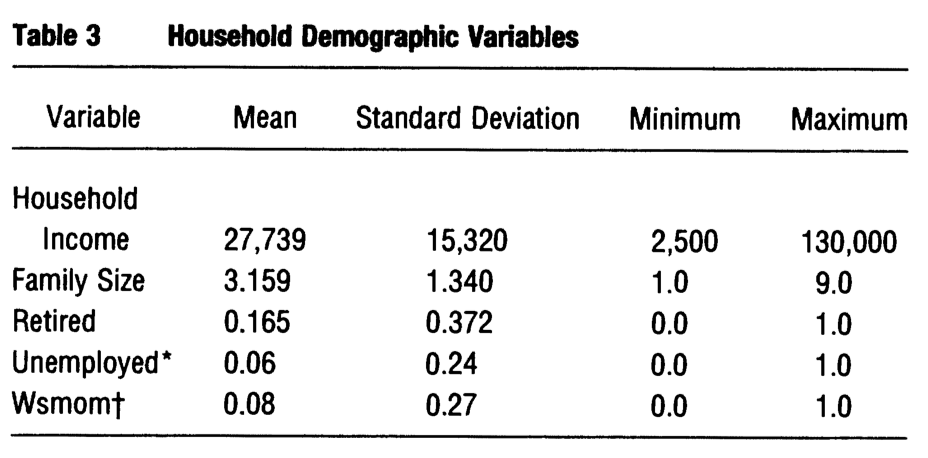 Table 3 Household Demographic Variables
Variable Mean Standard Deviation Minimum Maximum
Household
Income 27,739 15,320 2,500 130,000
Family Size 3.159 1.340 1.0 9.0
Retired 0.165 0.372 0.0 1.0
Unemployed* 0.06 0.24 0.0 1.0
Wsmom† 0.08 0.27 0.0 1.0